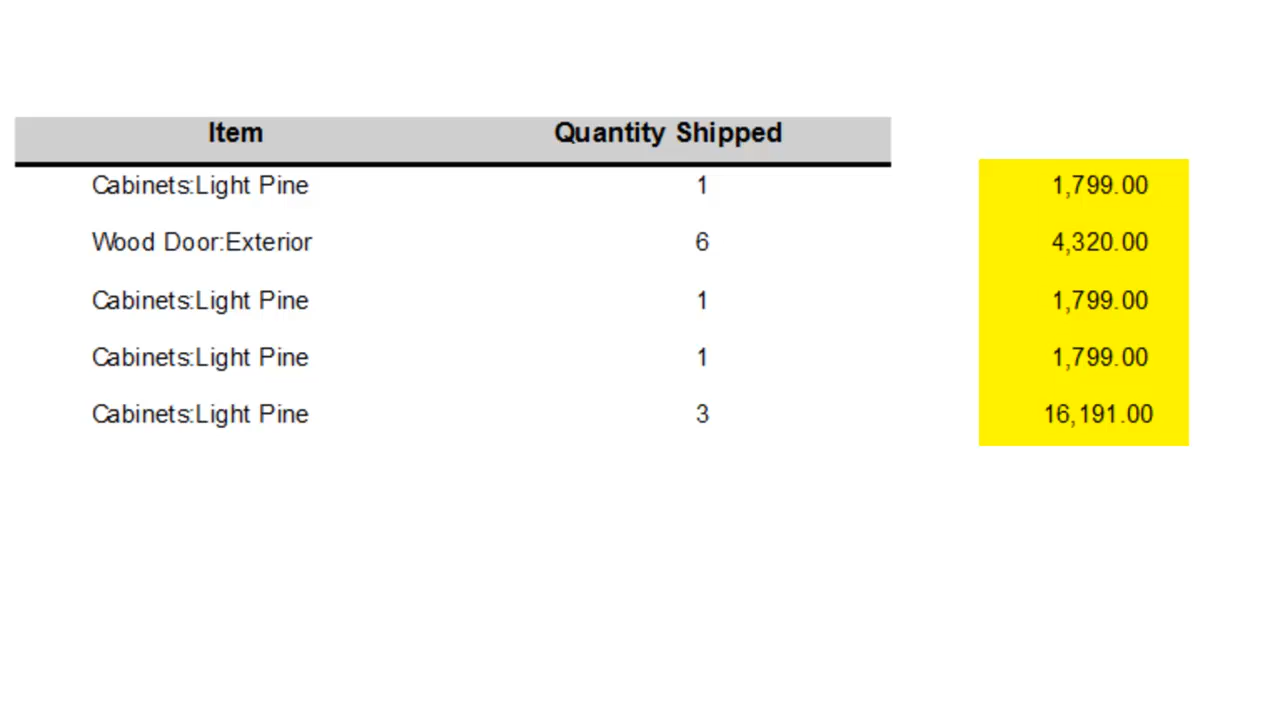 Item Quantity Shipped
Cabinets:Light Pine 1 1,799.00
Wood Door:Exterior 6 4,320.00
Cabinets:Light Pine 1 1,799.00
Cabinets:Light Pine 1 1,799.00
Cabinets:Light Pine 3 16,191.00